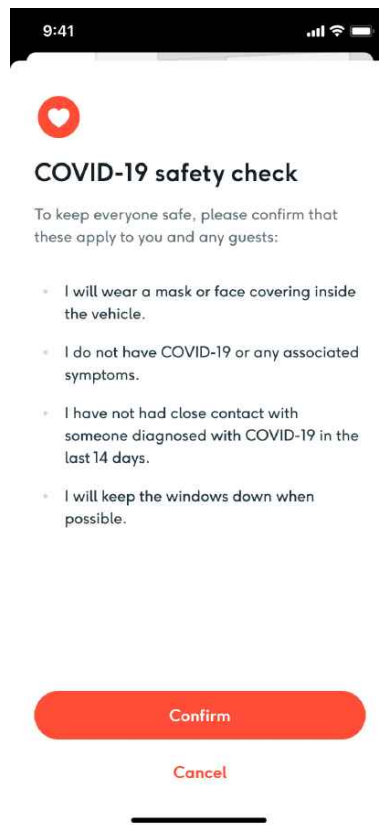 9:41
COVID-19 safety check
To keep everyone safe, please confirm that
these apply to you and any guests:
I will wear a mask or face covering inside
the vehicle.
I do not have COVID-19 or any associated
symptoms.
I have not had close contact with
someone diagnosed with COVID-19 in the
last 14 days.
I will keep the windows down when
possible.
Confirm
Cancel